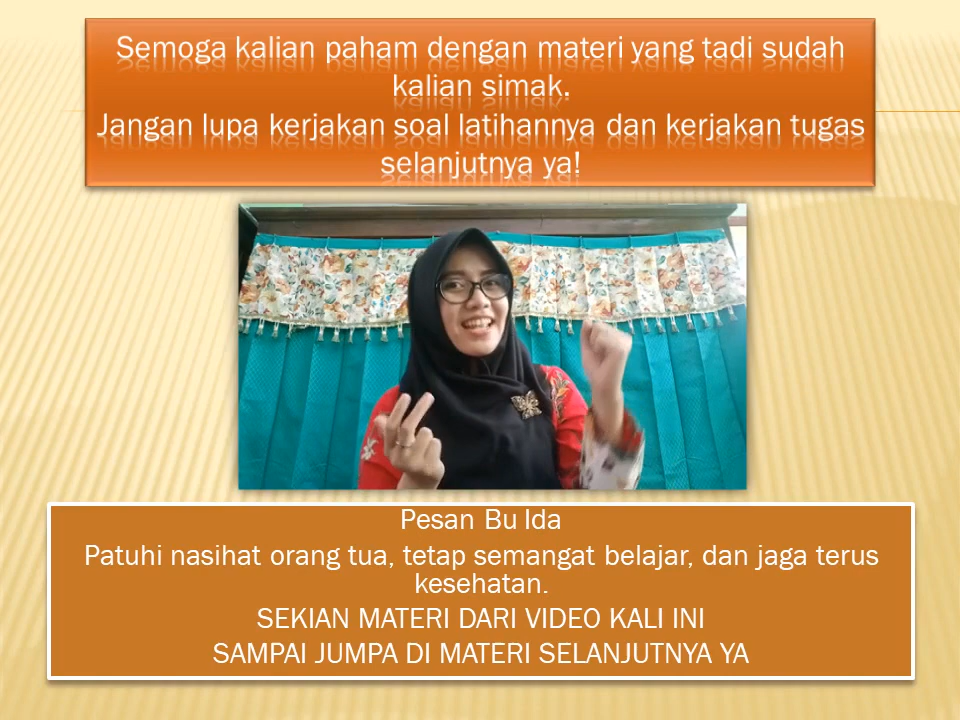 Semoga kalian paham dengan materi yang tadi sudah
kalian simak.
Jangan lupa kerjakan soal latihannya dan kerjakan tugas
selanjutnya ya!
Pesan Bu Ida
Patuhi nasihat orang tua, tetap semangat belajar, dan jaga terus
kesehatan.
SEKIAN MATERI DARI VIDEO KALI INI
SAMPAI JUMPA DI MATERI SELANJUTNYA YA